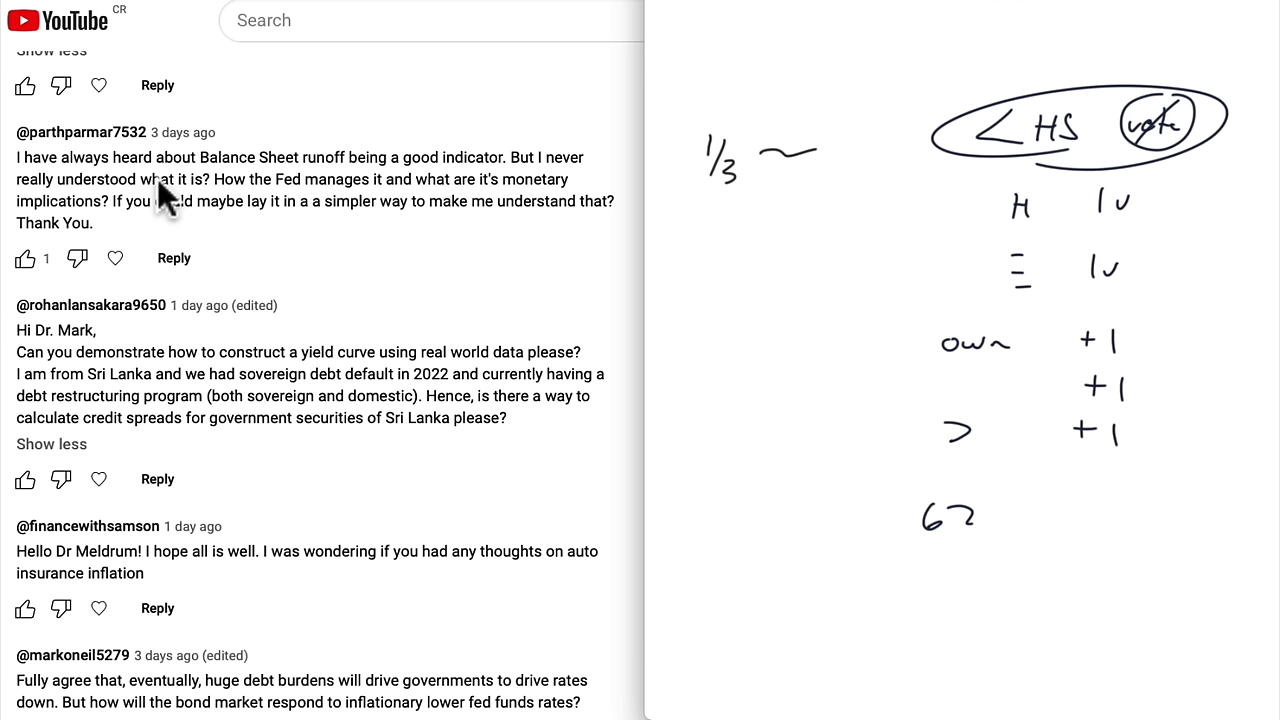 YouTube CR
Search
Show less
Reply
@parthparmar7532 3 days ago
I have always heard about Balance Sheet runoff being a good indicator. But I never
really understood what it is? How the Fed manages it and what are it's monetary
implications? If you d maybe lay it in a a simpler way to make me understand that?
Thank You.
1
Reply
@rohanlansakara9650 1 day ago (edited)
Hi Dr. Mark,
Can you demonstrate how to construct a yield curve using real world data please?
I am from Sri Lanka and we had sovereign debt default in 2022 and currently having a
debt restructuring program (both sovereign and domestic). Hence, is there a way to
calculate credit spreads for government securities of Sri Lanka please?
Show less
Reply
@financewithsamson 1 day ago
Hello Dr Meldrum! I hope all is well. I was wondering if you had any thoughts on auto
insurance inflation
Reply
@markoneil5279 3 days ago (edited)
Fully agree that, eventually, huge debt burdens will drive governments to drive rates
down. But how will the bond market respond to inflationary lower fed funds rates?
1/3
< HS vote
H 1v
1v
own +1
+1
+1